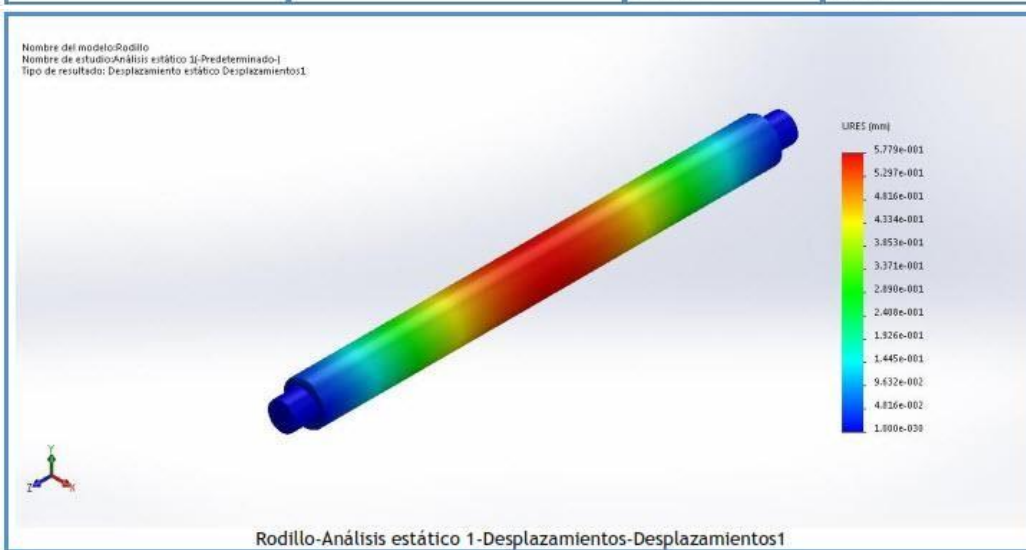 Nombre del modelo:Rodillo
Nombre de estudio:Análisis estático 1(-Predeterminado-)
Tipo de resultado: Desplazamiento estático Desplazamientos1
URES (mm)
5.779e-001
5.297e-001
4.816e-001
4.334e-001
3.853e-001
3.371e-001
2.890e-001
2.408e-001
1.926e-001
1.445e-001
9.632e-002
4.816e-002
1.000e-030
Y
Z
X
Rodillo-Análisis estático 1-Desplazamientos-Desplazamientos1